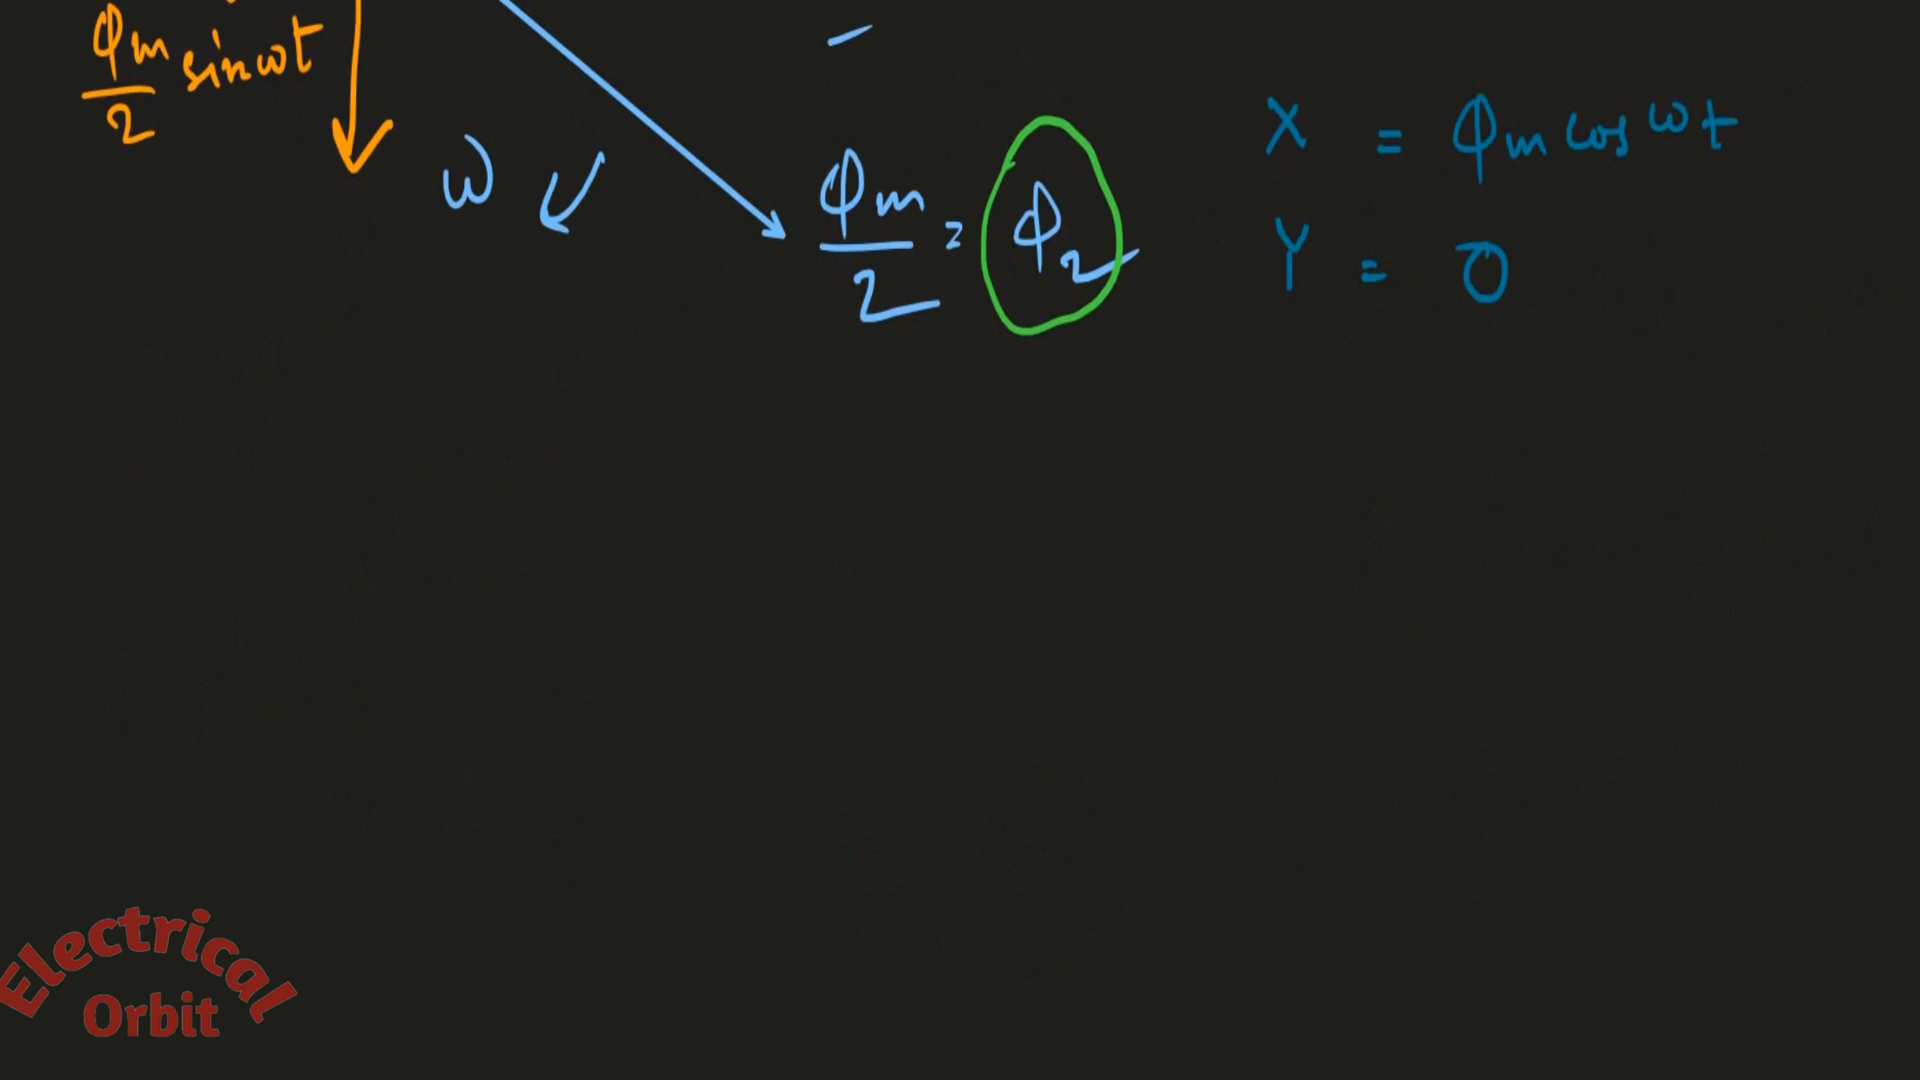 φm/2 sinωt
ω
φm/2 = φ2
X = φm cos ωt
Y = 0
Electrical
Orbit